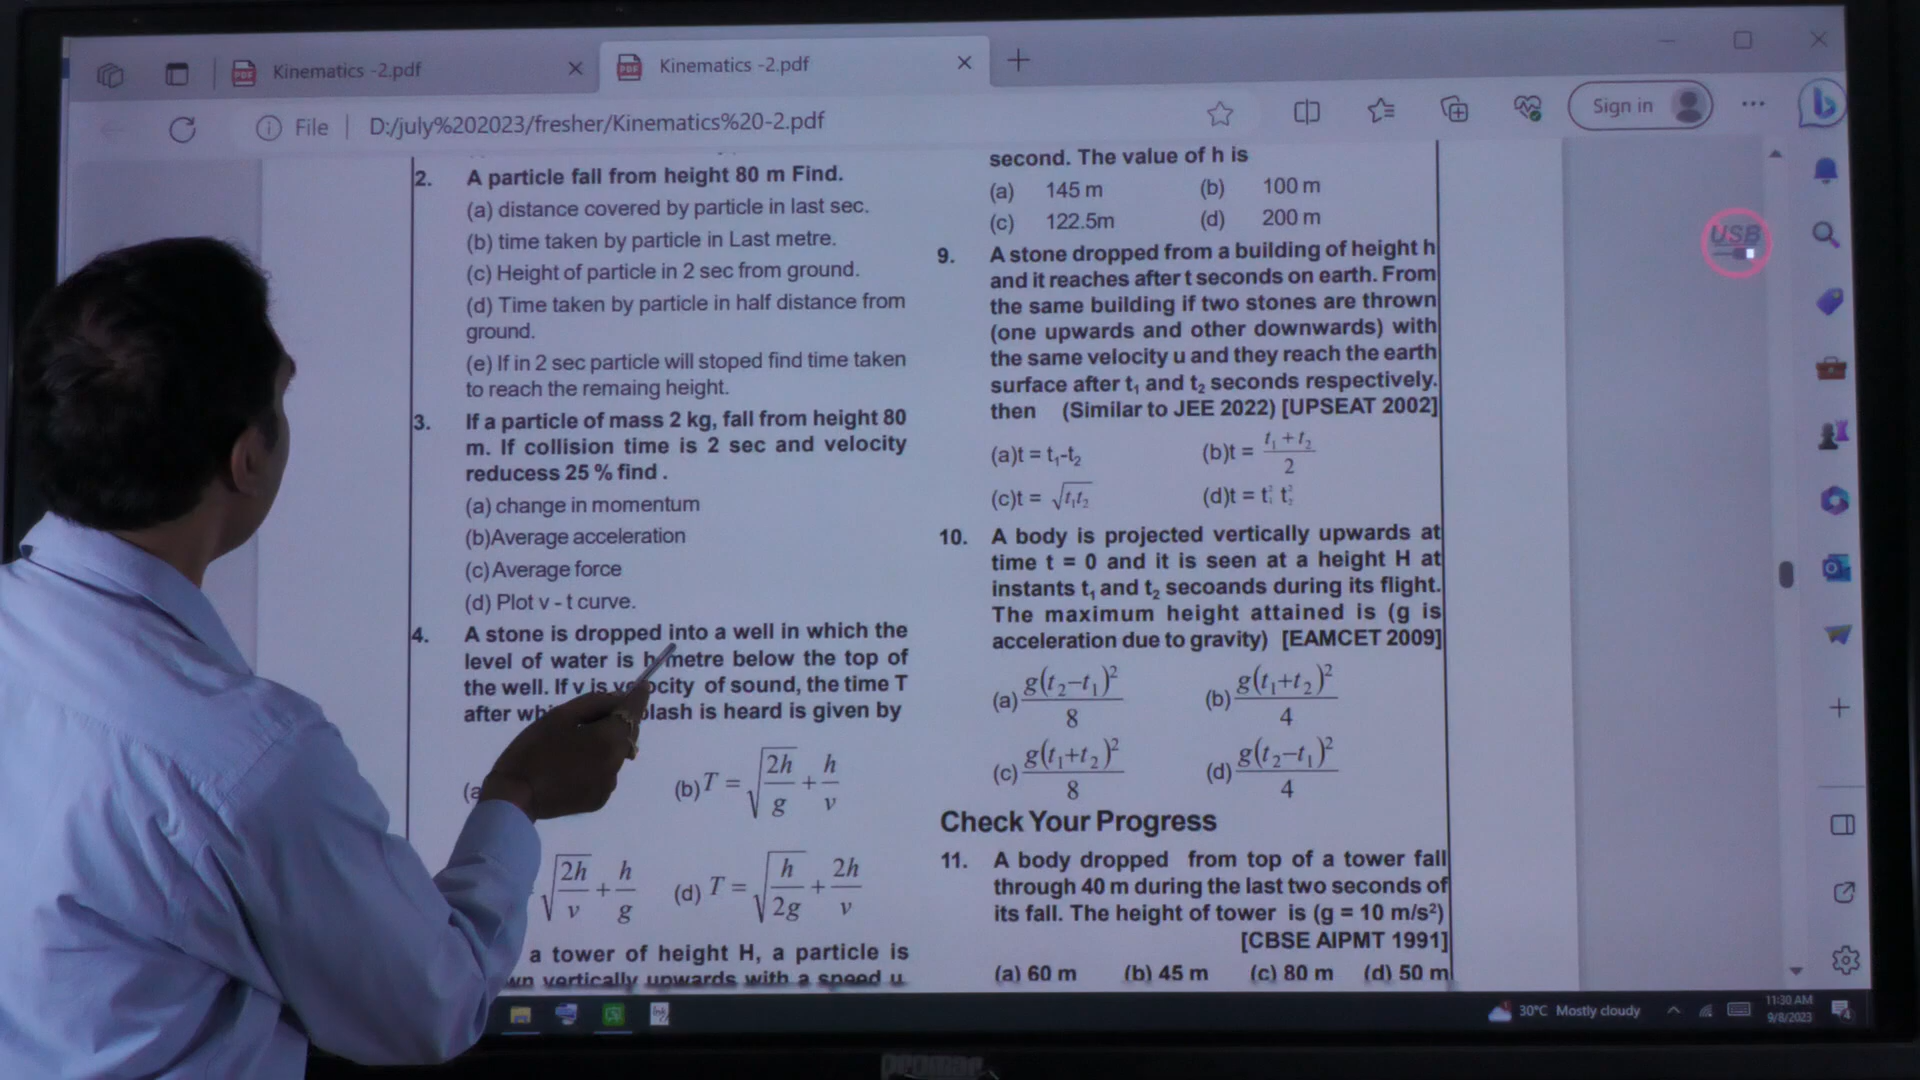 Kinematics -2.pdf
Kinematics -2.pdf
Sign in
File
D:/july%202023/fresher/Kinematics%20-2.pdf
2. A particle fall from height 80 m Find.
(a) distance covered by particle in last sec.
(b) time taken by particle in Last metre.
(c) Height of particle in 2 sec from ground.
(d) Time taken by particle in half distance from
ground.
(e) If in 2 sec particle will stoped find time taken
to reach the remaing height.
3. If a particle of mass 2 kg, fall from height 80
m. If collision time is 2 sec and velocity
reducess 25 % find .
(a) change in momentum
(b)Average acceleration
(c)Average force
(d) Plot v - t curve.
4. A stone is dropped into a well in which the
level of water is h metre below the top of
the well. If v is velocity of sound, the time T
after splash is heard is given by
(b) T = √(2h/g) + h/v
√(2h/v) + h/g
(d) T = √(h/2g) + 2h/v
a tower of height H, a particle is
vertically upwards with a speed u.
second. The value of h is
(a) 145 m (b) 100 m
(c) 122.5m (d) 200 m
9. A stone dropped from a building of height h
and it reaches after t seconds on earth. From
the same building if two stones are thrown
(one upwards and other downwards) with
the same velocity u and they reach the earth
surface after t₁ and t₂ seconds respectively.
then (Similar to JEE 2022) [UPSEAT 2002]
(a)t = t₁-t₂ (b)t = (t₁+t₂)/2
(c)t = √(t₁t₂) (d)t = t₁² t₂²
10. A body is projected vertically upwards at
time t = 0 and it is seen at a height H at
instants t₁ and t₂ secoands during its flight.
The maximum height attained is (g is
acceleration due to gravity) [EAMCET 2009]
(a) g(t₂–t₁)²/8 (b) g(t₁+t₂)²/4
(c) g(t₁+t₂)²/8 (d) g(t₂–t₁)²/4
Check Your Progress
11. A body dropped from top of a tower fall
through 40 m during the last two seconds of
its fall. The height of tower is (g = 10 m/s²)
[CBSE AIPMT 1991]
(a) 60 m (b) 45 m (c) 80 m (d) 50 m
USB
30°C Mostly cloudy
11:30 AM
9/8/2023